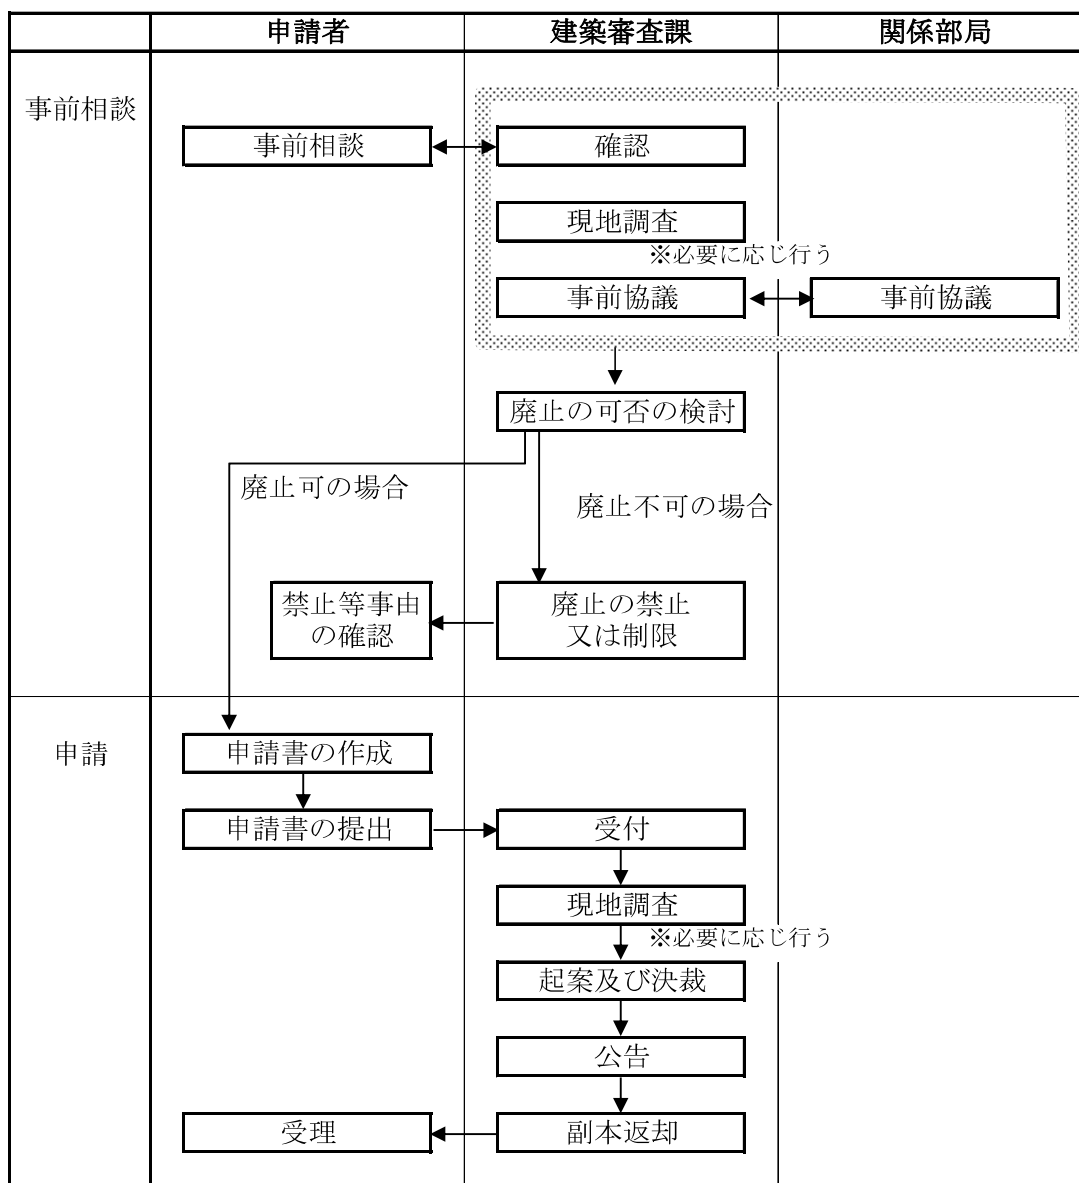 申請者 建築審査課 関係部局
事前相談
事前相談 確認
現地調査
※必要に応じ行う
事前協議 事前協議
廃止の可否の検討
廃止可の場合
廃止不可の場合
禁止等事由
の確認
廃止の禁止
又は制限
申請
申請書の作成
申請書の提出 受付
現地調査
※必要に応じ行う
起案及び決裁
公告
受理 副本返却